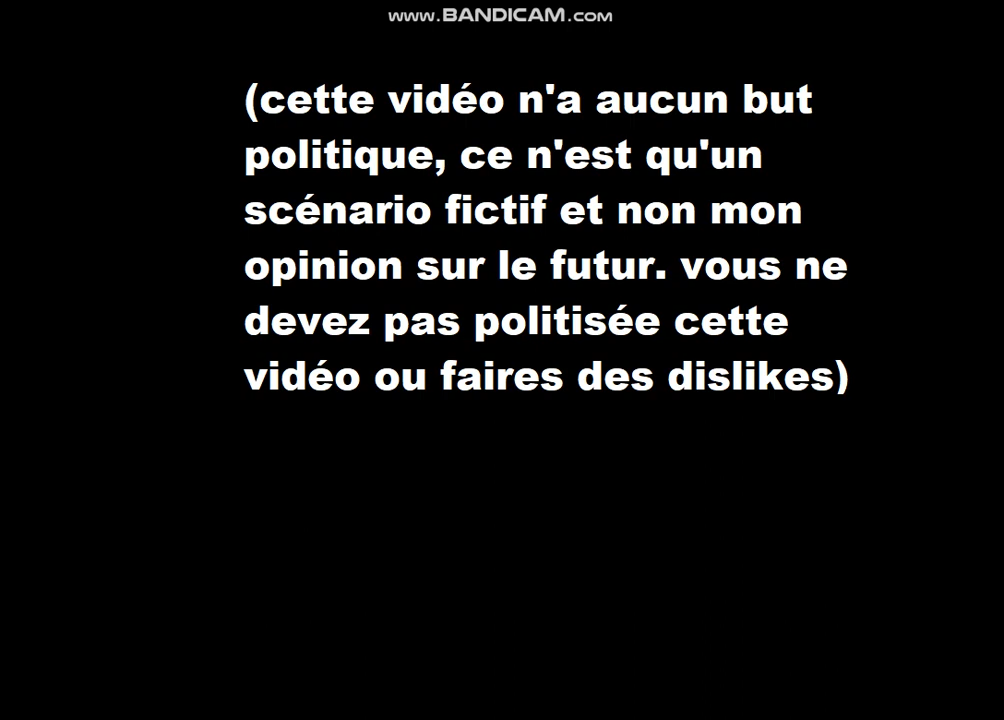 www.BANDICAM.com
(cette vidéo n'a aucun but
politique, ce n'est qu'un
scénario fictif et non mon
opinion sur le futur. vous ne
devez pas politisée cette
vidéo ou faires des dislikes)